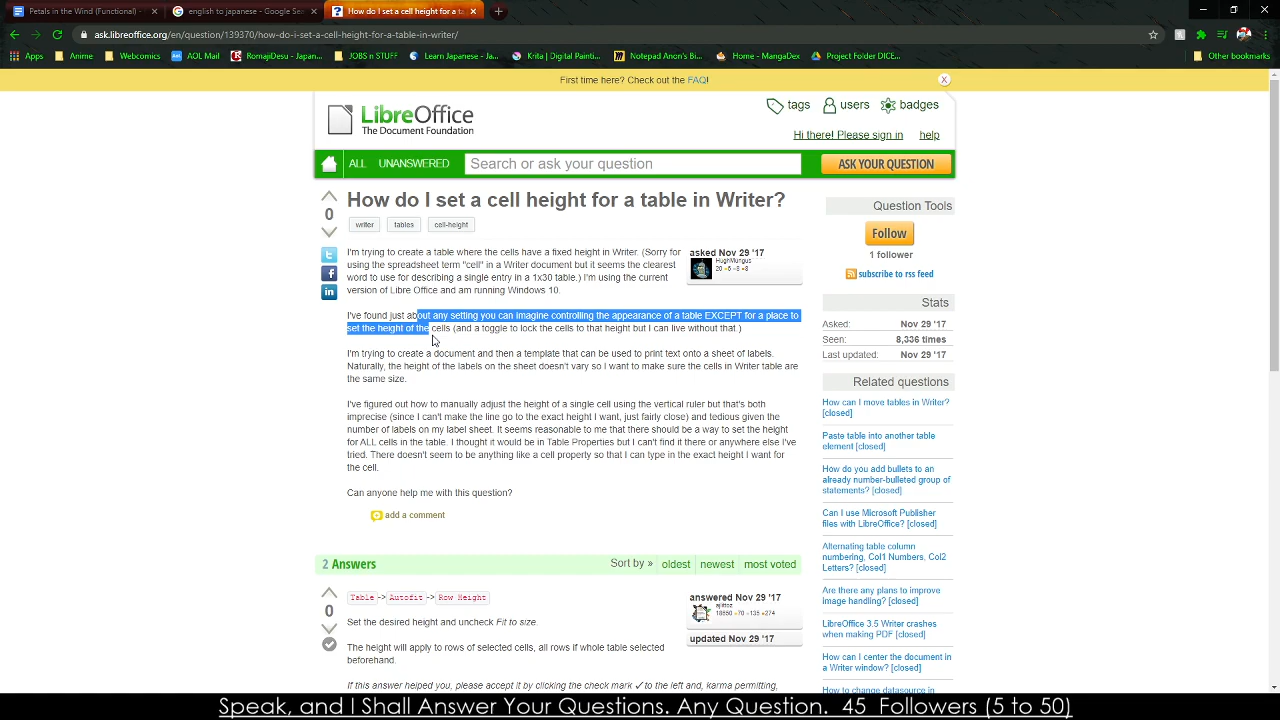 Petals in the Wind (Functional) -
english to japanese - Google Sea
How do I set a cell height for a ta
ask.libreoffice.org/en/question/139370/how-do-i-set-a-cell-height-for-a-table-in-writer/
Apps Anime Webcomics AOL Mail RomajiDesu - Japan... JOBS n STUFF Learn Japanese - Ja... Krita | Digital Paintin... Notepad Anon's Bi... Home - MangaDex Project Folder DICE... Other bookmarks
First time here? Check out the FAQ!
X
LibreOffice
The Document Foundation
tags users badges
Hi there! Please sign in help
ALL UNANSWERED Search or ask your question ASK YOUR QUESTION
How do I set a cell height for a table in Writer?
0
writer tables cell-height
I'm trying to create a table where the cells have a fixed height in Writer. (Sorry for
using the spreadsheet term "cell" in a Writer document but it seems the clearest
word to use for describing a single entry in a 1x30 table.) I'm using the current
version of Libre Office and am running Windows 10.
asked Nov 29 '17
HughMungus
20 ●5 ●8 ●8
I've found just about any setting you can imagine controlling the appearance of a table EXCEPT for a place to
set the height of the cells (and a toggle to lock the cells to that height but I can live without that.)
I'm trying to create a document and then a template that can be used to print text onto a sheet of labels.
Naturally, the height of the labels on the sheet doesn't vary so I want to make sure the cells in Writer table are
the same size.
I've figured out how to manually adjust the height of a single cell using the vertical ruler but that's both
imprecise (since I can't make the line go to the exact height I want, just fairly close) and tedious given the
number of labels on my label sheet. It seems reasonable to me that there should be a way to set the height
for ALL cells in the table. I thought it would be in Table Properties but I can't find it there or anywhere else I've
tried. There doesn't seem to be anything like a cell property so that I can type in the exact height I want for
the cell.
Can anyone help me with this question?
add a comment
2 Answers
Sort by » oldest newest most voted
0
Table -> Autofit -> Row Height
Set the desired height and uncheck Fit to size.
The height will apply to rows of selected cells, all rows if whole table selected
beforehand.
If this answer helped you, please accept it by clicking the check mark ✓ to the left and, karma permitting,
answered Nov 29 '17
ajlittoz
18650 ●70 ●135 ●274
updated Nov 29 '17
Question Tools
Follow
1 follower
subscribe to rss feed
Stats
Asked: Nov 29 '17
Seen: 8,336 times
Last updated: Nov 29 '17
Related questions
How can I move tables in Writer?
[closed]
Paste table into another table
element [closed]
How do you add bullets to an
already number-bulleted group of
statements? [closed]
Can I use Microsoft Publisher
files with LibreOffice? [closed]
Alternating table column
numbering, Col1 Numbers, Col2
Letters? [closed]
Are there any plans to improve
image handling? [closed]
LibreOffice 3.5 Writer crashes
when making PDF [closed]
How can I center the document in
a Writer window? [closed]
How to change datasource in
Speak, and I Shall Answer Your Questions. Any Question. 45 Followers (5 to 50)